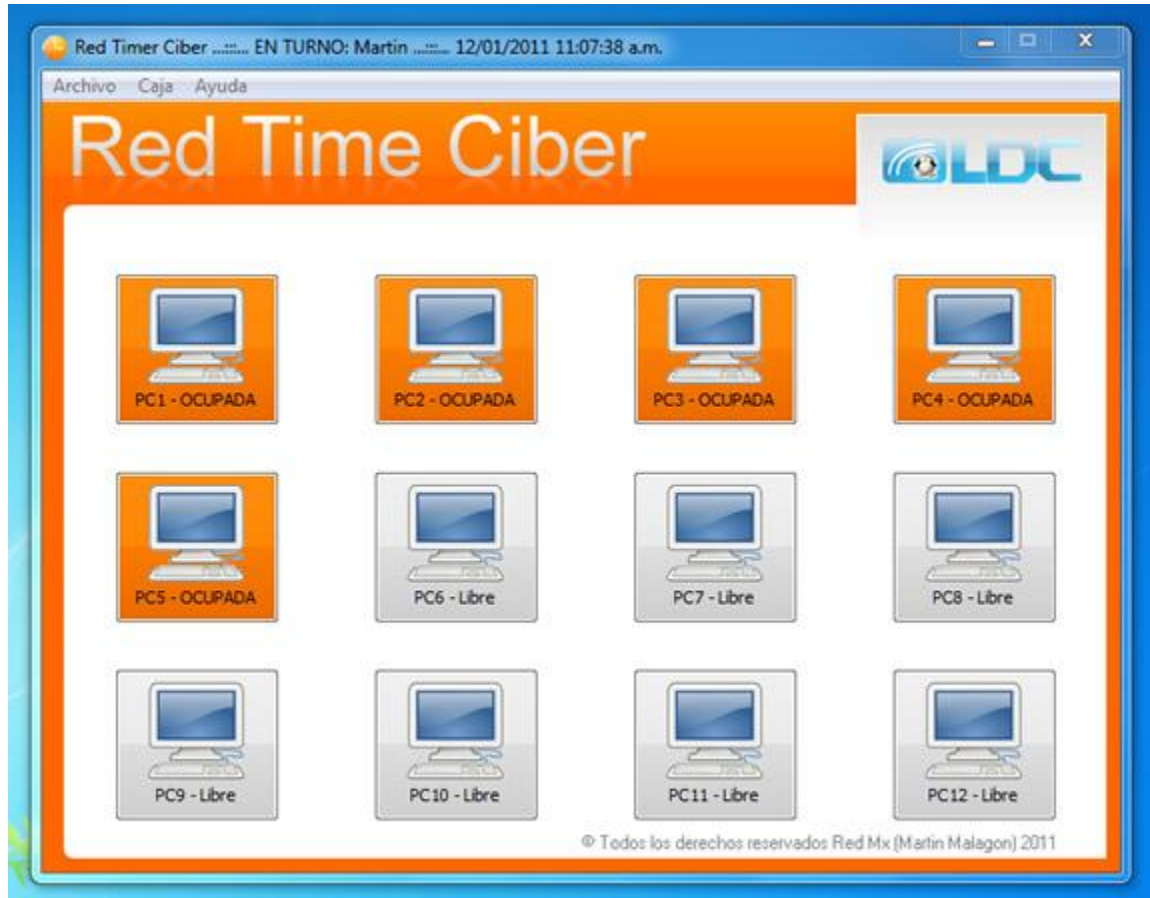 Red Timer Ciber ...:::... EN TURNO: Martin ...:::... 12/01/2011 11:07:38 a.m.
Archivo Caja Ayuda
Red Time Ciber
LDC
PC1 - OCUPADA PC2 - OCUPADA PC3 - OCUPADA PC4 - OCUPADA
PC5 - OCUPADA PC6 - Libre PC7 - Libre PC8 - Libre
PC9 - Libre PC10 - Libre PC11 - Libre PC12 - Libre
© Todos los derechos reservados Red Mx (Martin Malagon) 2011